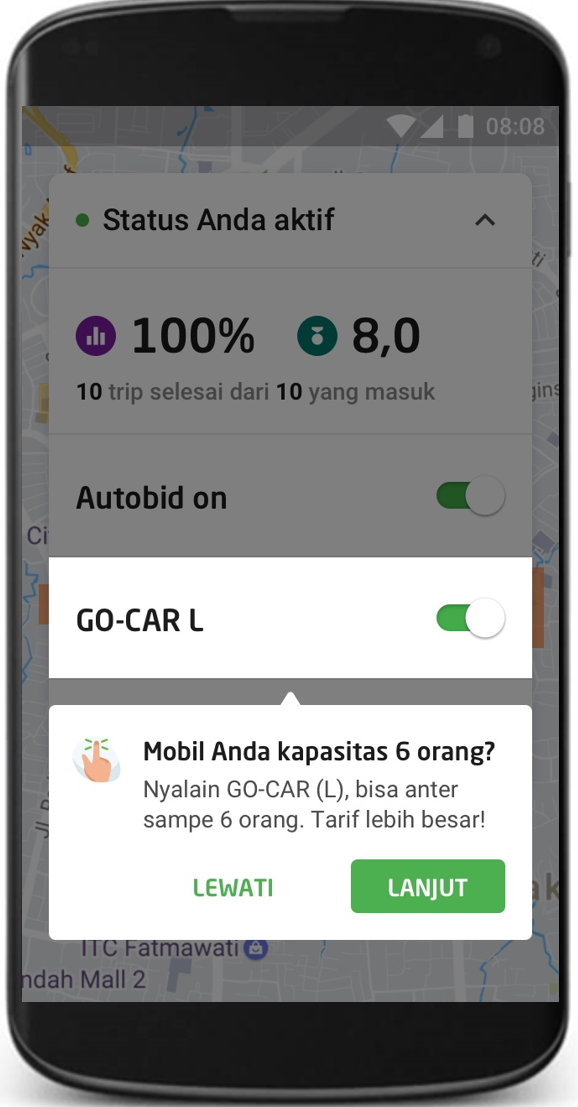 08:08
Status Anda aktif
100% 8,0
10 trip selesai dari 10 yang masuk
Autobid on
Ci
GO-CAR L
Mobil Anda kapasitas 6 orang?
Nyalain GO-CAR (L), bisa anter
sampe 6 orang. Tarif lebih besar!
LEWATI LANJUT
ITC Fatmawati
ndah Mall 2